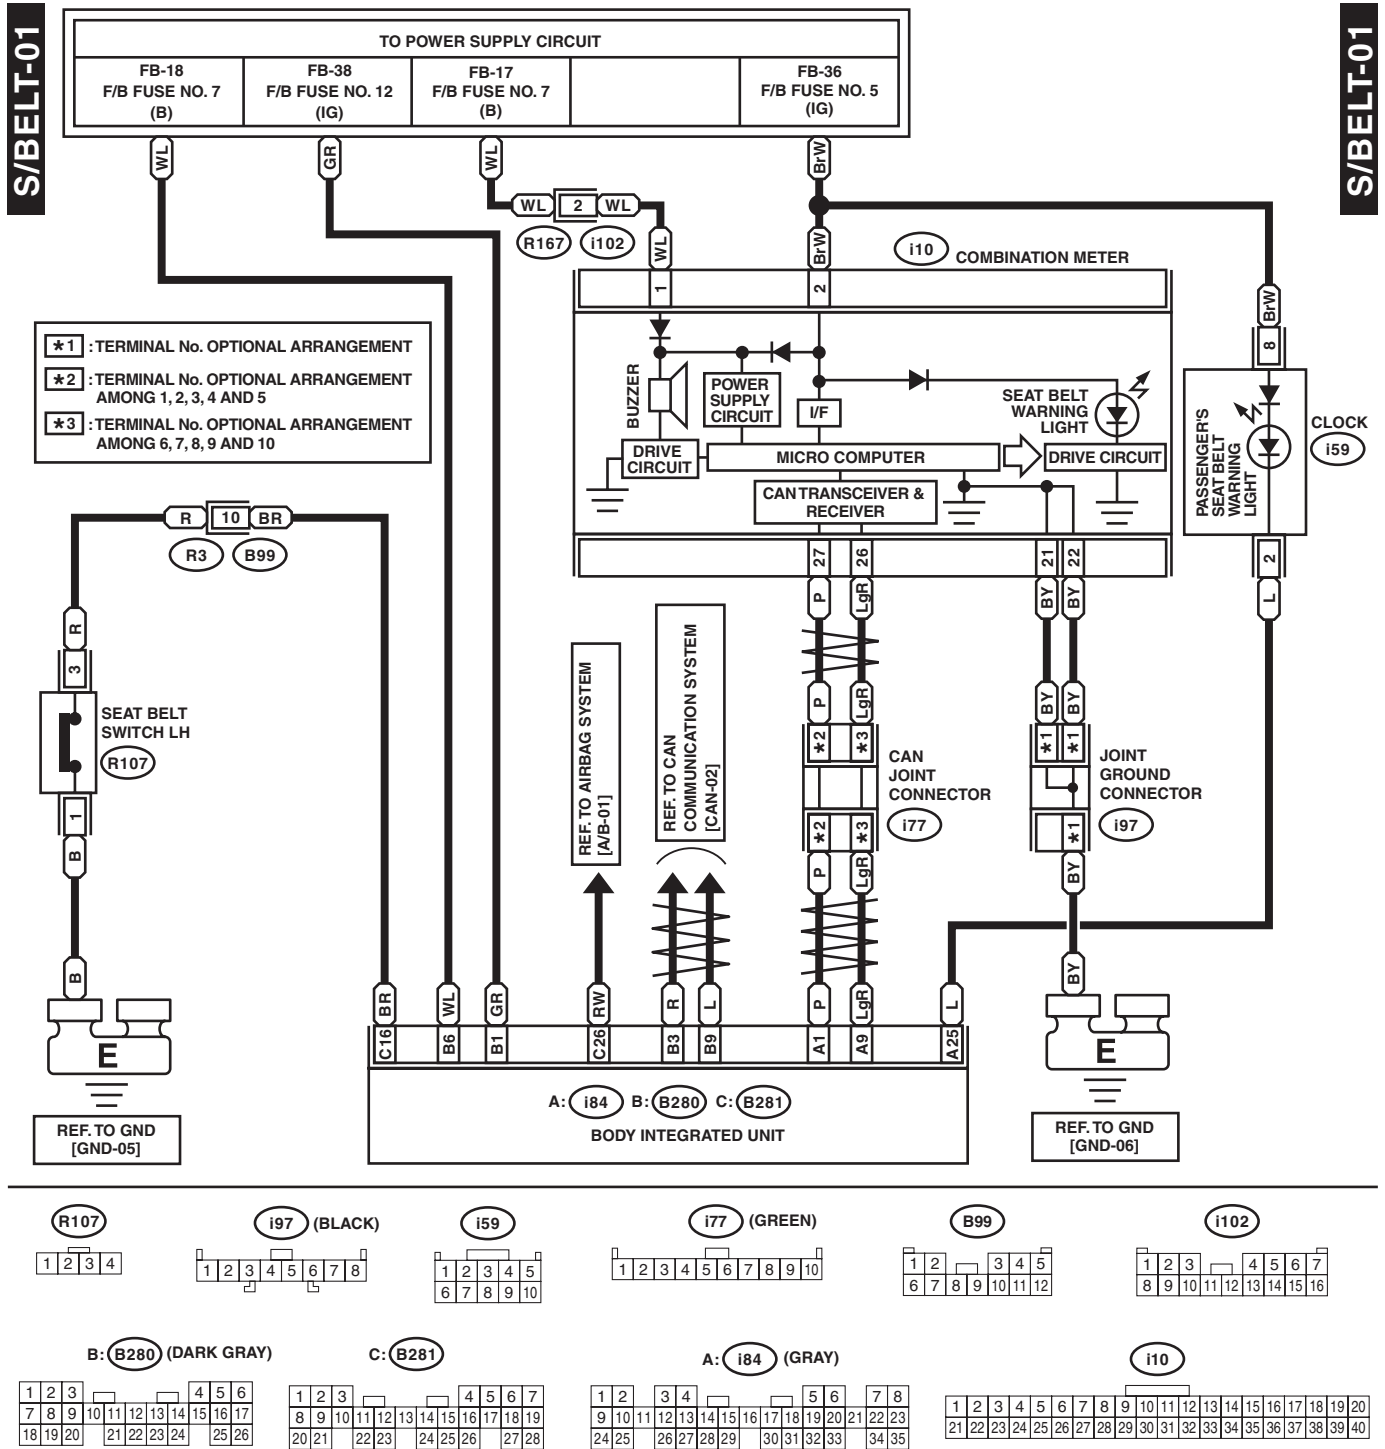 S/BELT-01
S/BELT-01
TO POWER SUPPLY CIRCUIT
FB-18
F/B FUSE NO. 7
(B)
FB-38
F/B FUSE NO. 12
(IG)
FB-17
F/B FUSE NO. 7
(B)
FB-36
F/B FUSE NO. 5
(IG)
WL
GR
WL
BrW
WL 2 WL
R167 i102
WL
BrW
i10 COMBINATION METER
1
2
BrW
8
*1 : TERMINAL No. OPTIONAL ARRANGEMENT
*2 : TERMINAL No. OPTIONAL ARRANGEMENT
AMONG 1, 2, 3, 4 AND 5
*3 : TERMINAL No. OPTIONAL ARRANGEMENT
AMONG 6, 7, 8, 9 AND 10
BUZZER
POWER
SUPPLY
CIRCUIT
I/F
SEAT BELT
WARNING
LIGHT
DRIVE
CIRCUIT
MICRO COMPUTER
DRIVE CIRCUIT
CAN TRANSCEIVER &
RECEIVER
PASSENGER'S
SEAT BELT
WARNING
LIGHT
CLOCK
i59
2
L
R 10 BR
R3 B99
27 26 21 22
P LgR BY BY
R
3
SEAT BELT
SWITCH LH
R107
1
B
B
E
REF. TO GND
[GND-05]
REF. TO AIRBAG SYSTEM
[A/B-01]
REF. TO CAN
COMMUNICATION SYSTEM
[CAN-02]
P LgR BY BY
*2 *3 *1 *1
CAN
JOINT
CONNECTOR
i77
JOINT
GROUND
CONNECTOR
i97
*2 *3 *1
P LgR BY
BY
E
REF. TO GND
[GND-06]
BR WL GR RW R L P LgR L
C16 B6 B1 C26 B3 B9 A1 A9 A25
A: i84 B: B280 C: B281
BODY INTEGRATED UNIT
R107
1 2 3 4
i97 (BLACK)
1 2 3 4 5 6 7 8
i59
1 2 3 4 5
6 7 8 9 10
i77 (GREEN)
1 2 3 4 5 6 7 8 9 10
B99
1 2 3 4 5
6 7 8 9 10 11 12
i102
1 2 3 4 5 6 7
8 9 10 11 12 13 14 15 16
B: B280 (DARK GRAY)
1 2 3 4 5 6
7 8 9 10 11 12 13 14 15 16 17
18 19 20 21 22 23 24 25 26
C: B281
1 2 3 4 5 6 7
8 9 10 11 12 13 14 15 16 17 18 19
20 21 22 23 24 25 26 27 28
A: i84 (GRAY)
1 2 3 4 5 6 7 8
9 10 11 12 13 14 15 16 17 18 19 20 21 22 23
24 25 26 27 28 29 30 31 32 33 34 35
i10
1 2 3 4 5 6 7 8 9 10 11 12 13 14 15 16 17 18 19 20
21 22 23 24 25 26 27 28 29 30 31 32 33 34 35 36 37 38 39 40